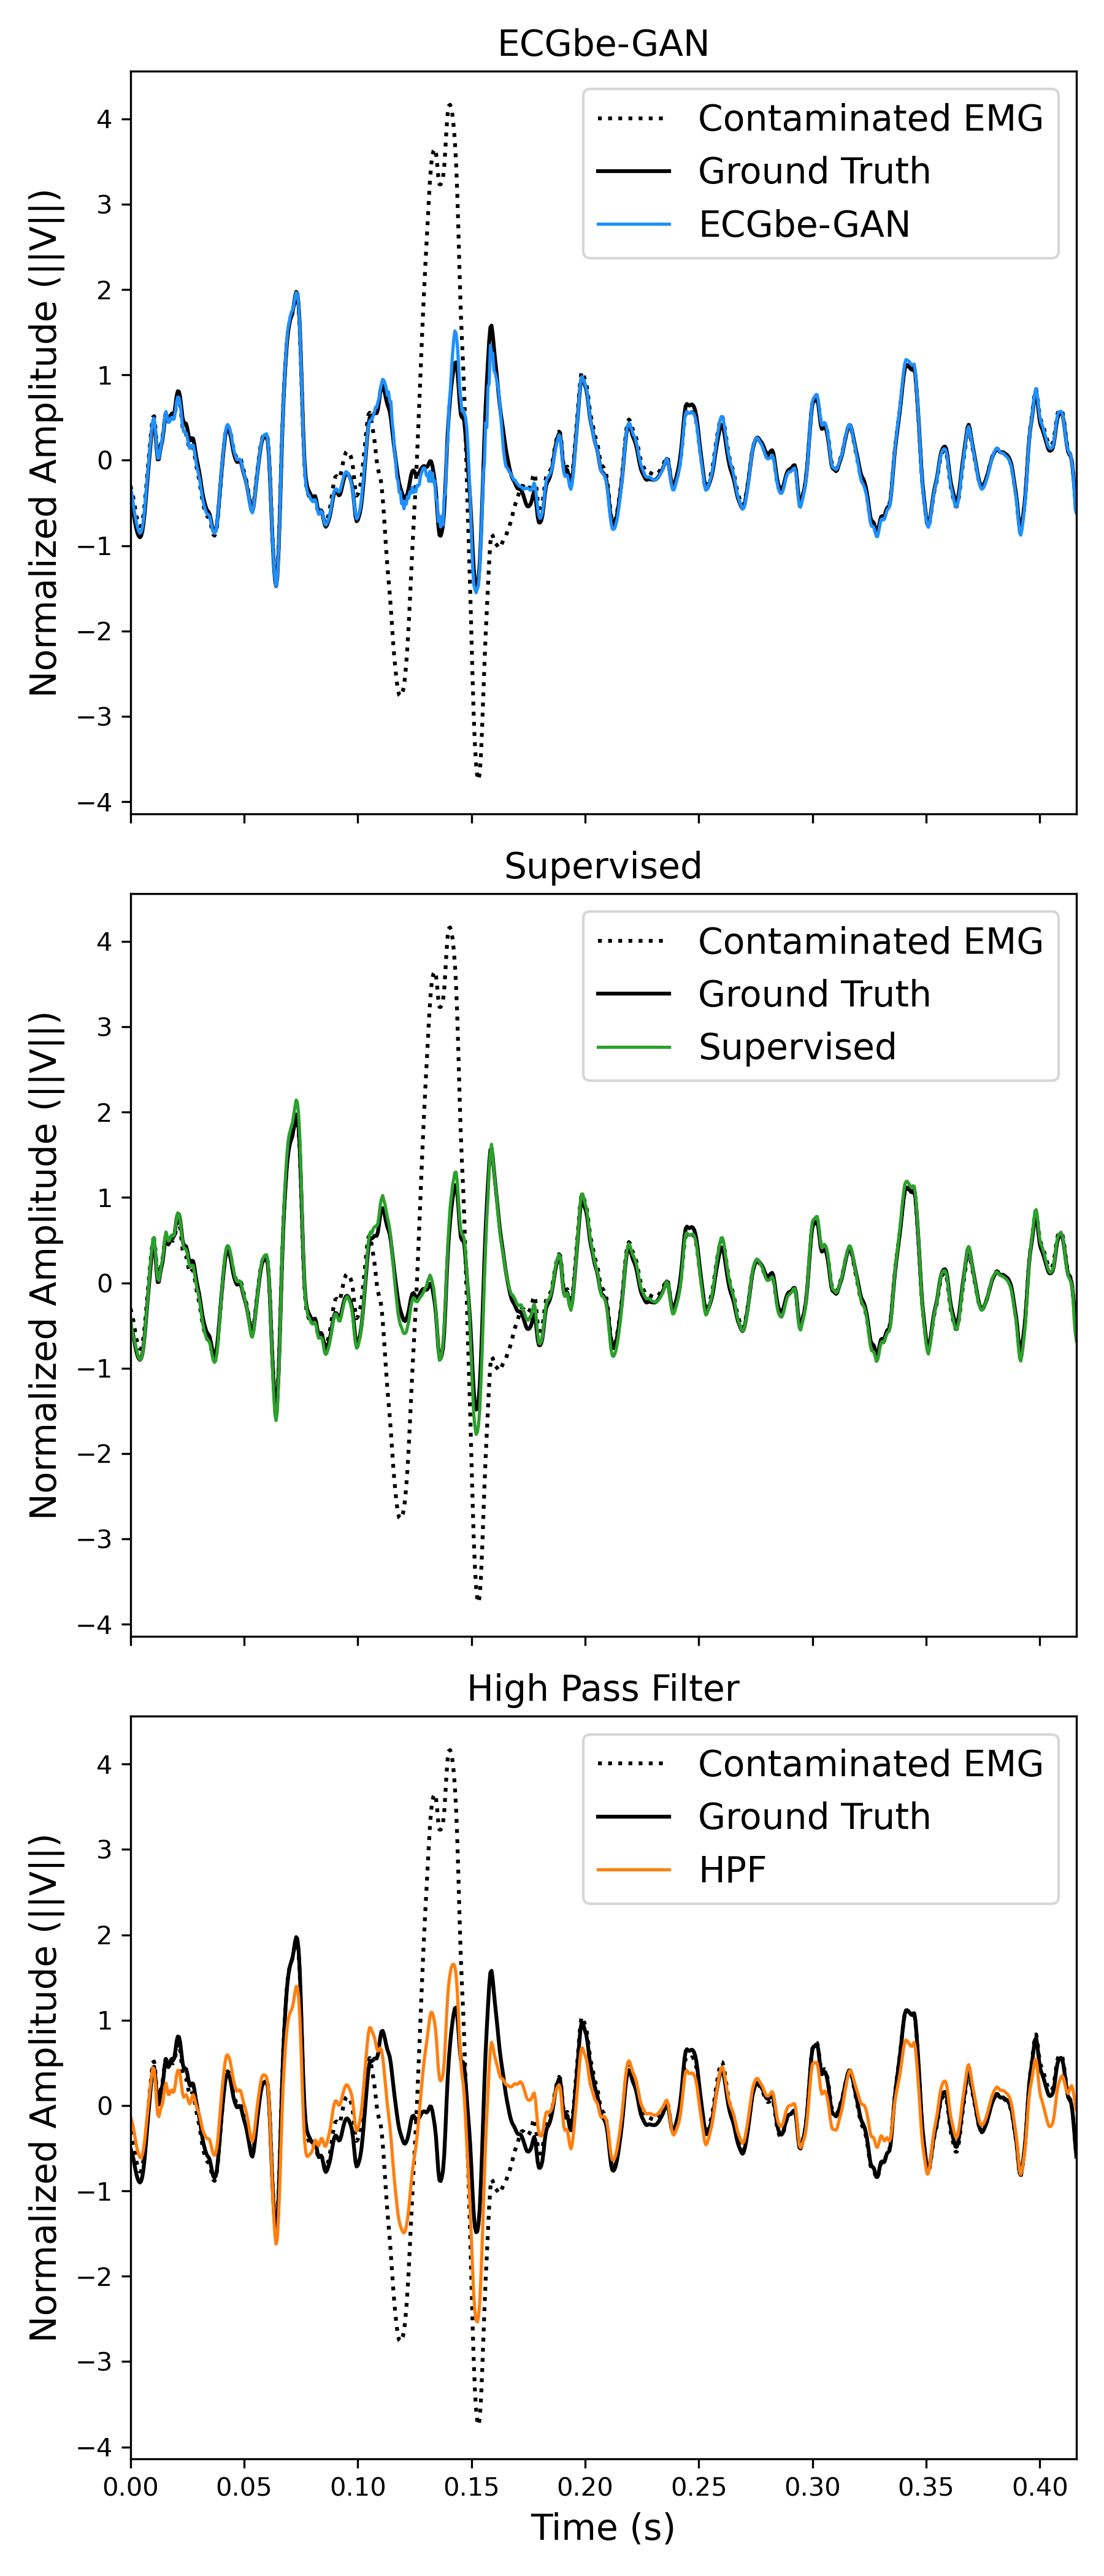 ECGbe-GAN
Normalized Amplitude (||V||)
4
3
2
1
0
−1
−2
−3
−4
Contaminated EMG
Ground Truth
ECGbe-GAN
Supervised
Normalized Amplitude (||V||)
4
3
2
1
0
−1
−2
−3
−4
Contaminated EMG
Ground Truth
Supervised
High Pass Filter
Normalized Amplitude (||V||)
4
3
2
1
0
−1
−2
−3
−4
Contaminated EMG
Ground Truth
HPF
0.00 0.05 0.10 0.15 0.20 0.25 0.30 0.35 0.40
Time (s)